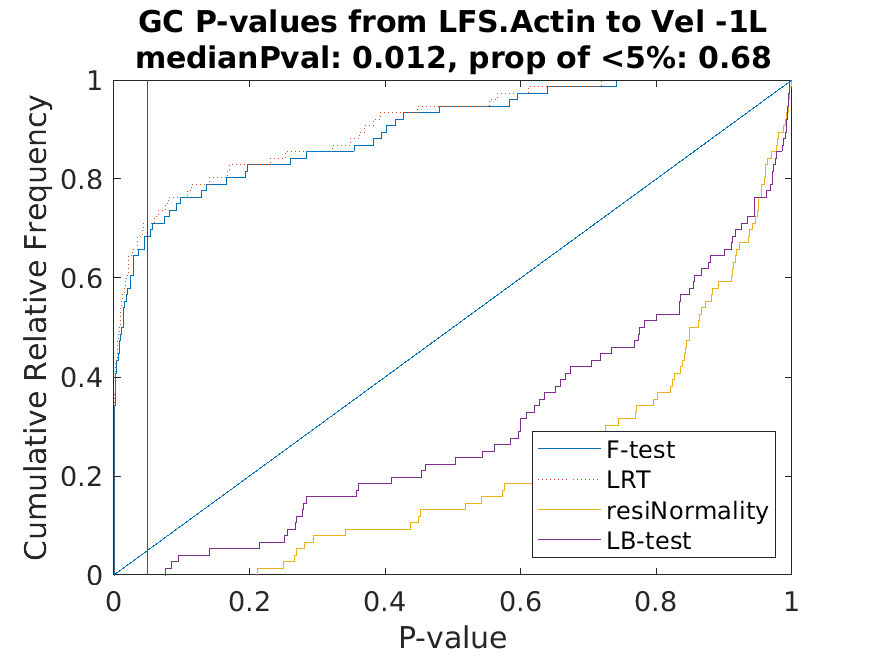 GC P-values from LFS.Actin to Vel -1L
medianPval: 0.012, prop of <5%: 0.68
Cumulative Relative Frequency
1
0.8
0.6
0.4
0.2
0
0
0.2
0.4
0.6
0.8
1
P-value
F-test
LRT
resiNormality
LB-test